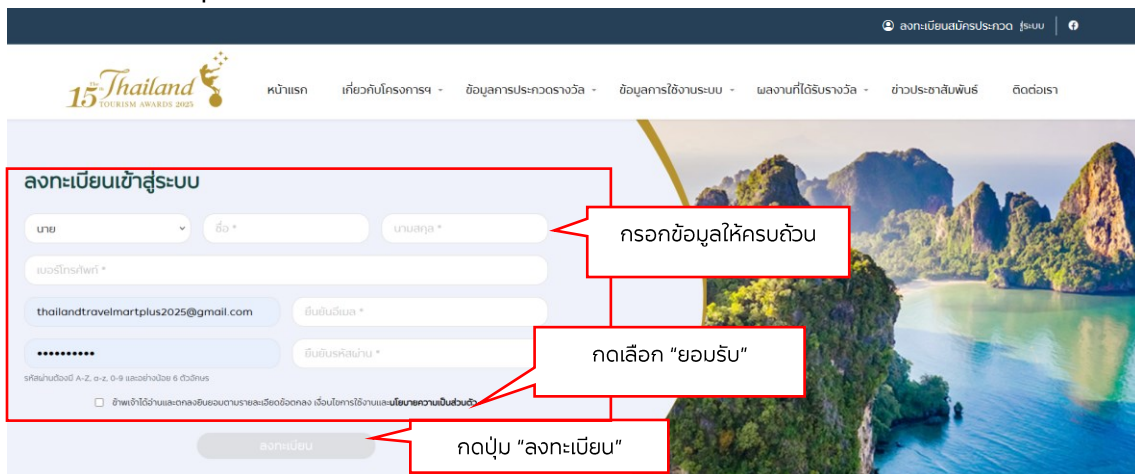 ลงทะเบียนสมัครประกวด
สู่ระบบ
The
15th Thailand
TOURISM AWARDS 2025
หน้าแรก เกี่ยวกับโครงการฯ ข้อมูลการประกวดรางวัล ข้อมูลการใช้งานระบบ ผลงานที่ได้รับรางวัล ข่าวประชาสัมพันธ์ ติดต่อเรา
ลงทะเบียนเข้าสู่ระบบ
นาย ชื่อ * นามสกุล *
กรอกข้อมูลให้ครบถ้วน
เบอร์โทรศัพท์ *
thailandtravelmartplus2025@gmail.com ยืนยันอีเมล *
•••••••••• ยืนยันรหัสผ่าน *
กดเลือก “ยอมรับ”
รหัสผ่านต้องมี A-Z, a-z, 0-9 และอย่างน้อย 6 ตัวอักษร
ข้าพเจ้าได้อ่านและตกลงยินยอมตามรายละเอียดข้อตกลง เงื่อนไขการใช้งานและนโยบายความเป็นส่วนตัว
ลงทะเบียน
กดปุ่ม “ลงทะเบียน”